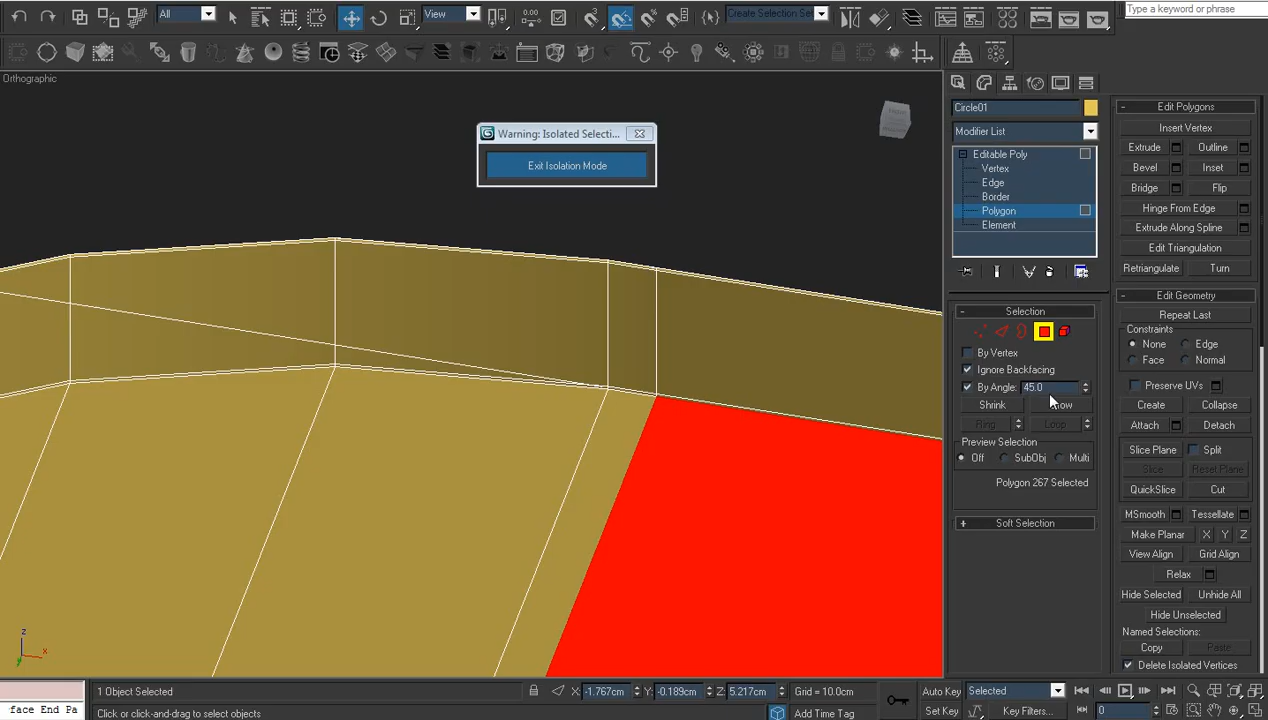 Type a keyword or phrase
All
View
Create Selection Set
Orthographic
Warning: Isolated Selecti...
Exit Isolation Mode
Circle01
Modifier List
Editable Poly
Vertex
Edge
Border
Polygon
Element
Selection
By Vertex
Ignore Backfacing
By Angle: 45.0
Shrink
Ring
Loop
Preview Selection
Off
SubObj
Multi
Polygon 267 Selected
Soft Selection
Edit Polygons
Insert Vertex
Extrude
Outline
Bevel
Inset
Bridge
Flip
Hinge From Edge
Extrude Along Spline
Edit Triangulation
Retriangulate
Turn
Edit Geometry
Repeat Last
Constraints
None
Edge
Face
Normal
Preserve UVs
Create
Collapse
Attach
Detach
Slice Plane
Split
Slice
Reset Plane
QuickSlice
Cut
MSmooth
Tessellate
Make Planar
X
Y
Z
View Align
Grid Align
Relax
Hide Selected
Unhide All
Hide Unselected
Named Selections:
Copy
Paste
Delete Isolated Vertices
z
x
y
1 Object Selected
X: -1.767cm
Y: -0.189cm
Z: 5.217cm
Grid = 10.0cm
Auto Key
Selected
face End Pa
Click or click-and-drag to select objects
Add Time Tag
Set Key
Key Filters...
0